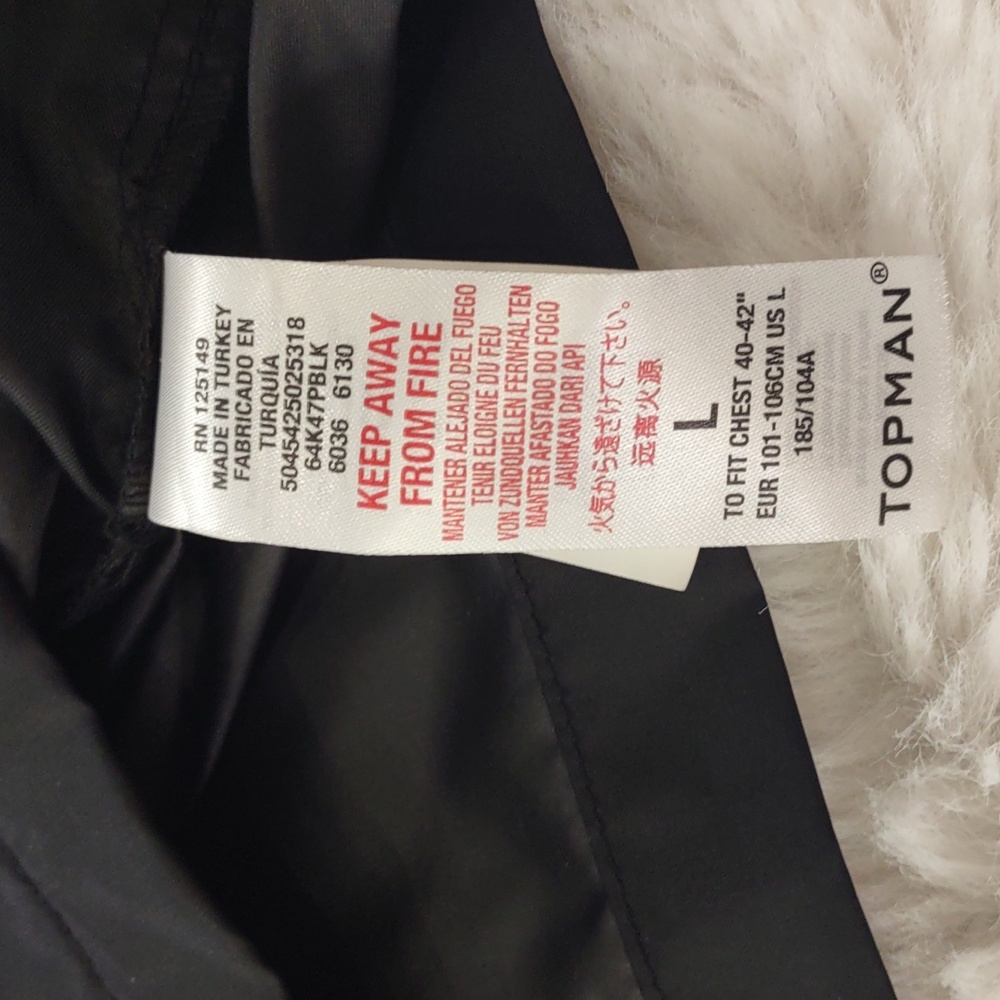 TOPMAN®
185/104A
EUR 101-106CM US L
TO FIT CHEST 40-42"
L
远离火源
火気から遠ざけて下さい。
JAUHKAN DARI API
MANTER AFASTADO DO FOGO
VON ZUNDQUELLEN FERNHALTEN
TENIR ELOIGNE DU FEU
MANTENER ALEJADO DEL FUEGO
FROM FIRE
KEEP AWAY
6036 6130
64K47PBLK
5045425025318
TURQUÍA
FABRICADO EN
MADE IN TURKEY
RN 125149